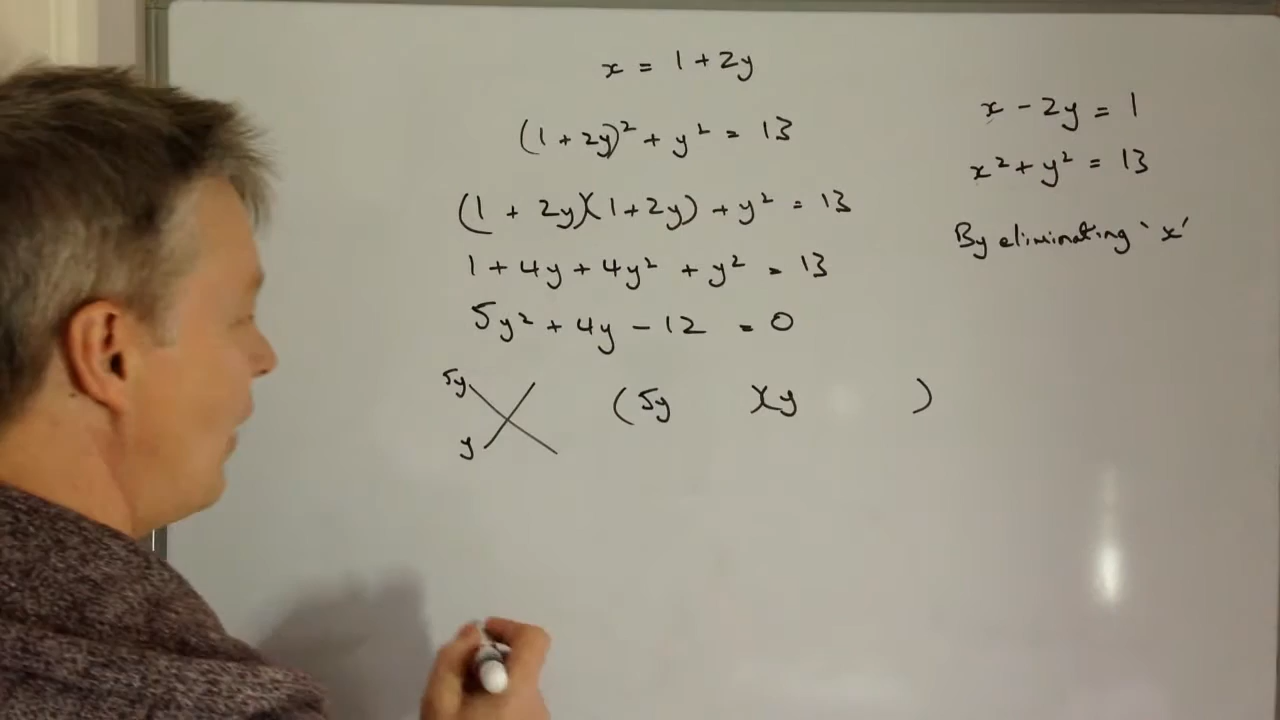 x = 1 + 2y
(1 + 2y)² + y² = 13
(1 + 2y)(1 + 2y) + y² = 13
1 + 4y + 4y² + y² = 13
5y² + 4y - 12 = 0
5y
y
(5y )(y )
x - 2y = 1
x² + y² = 13
By eliminating 'x'